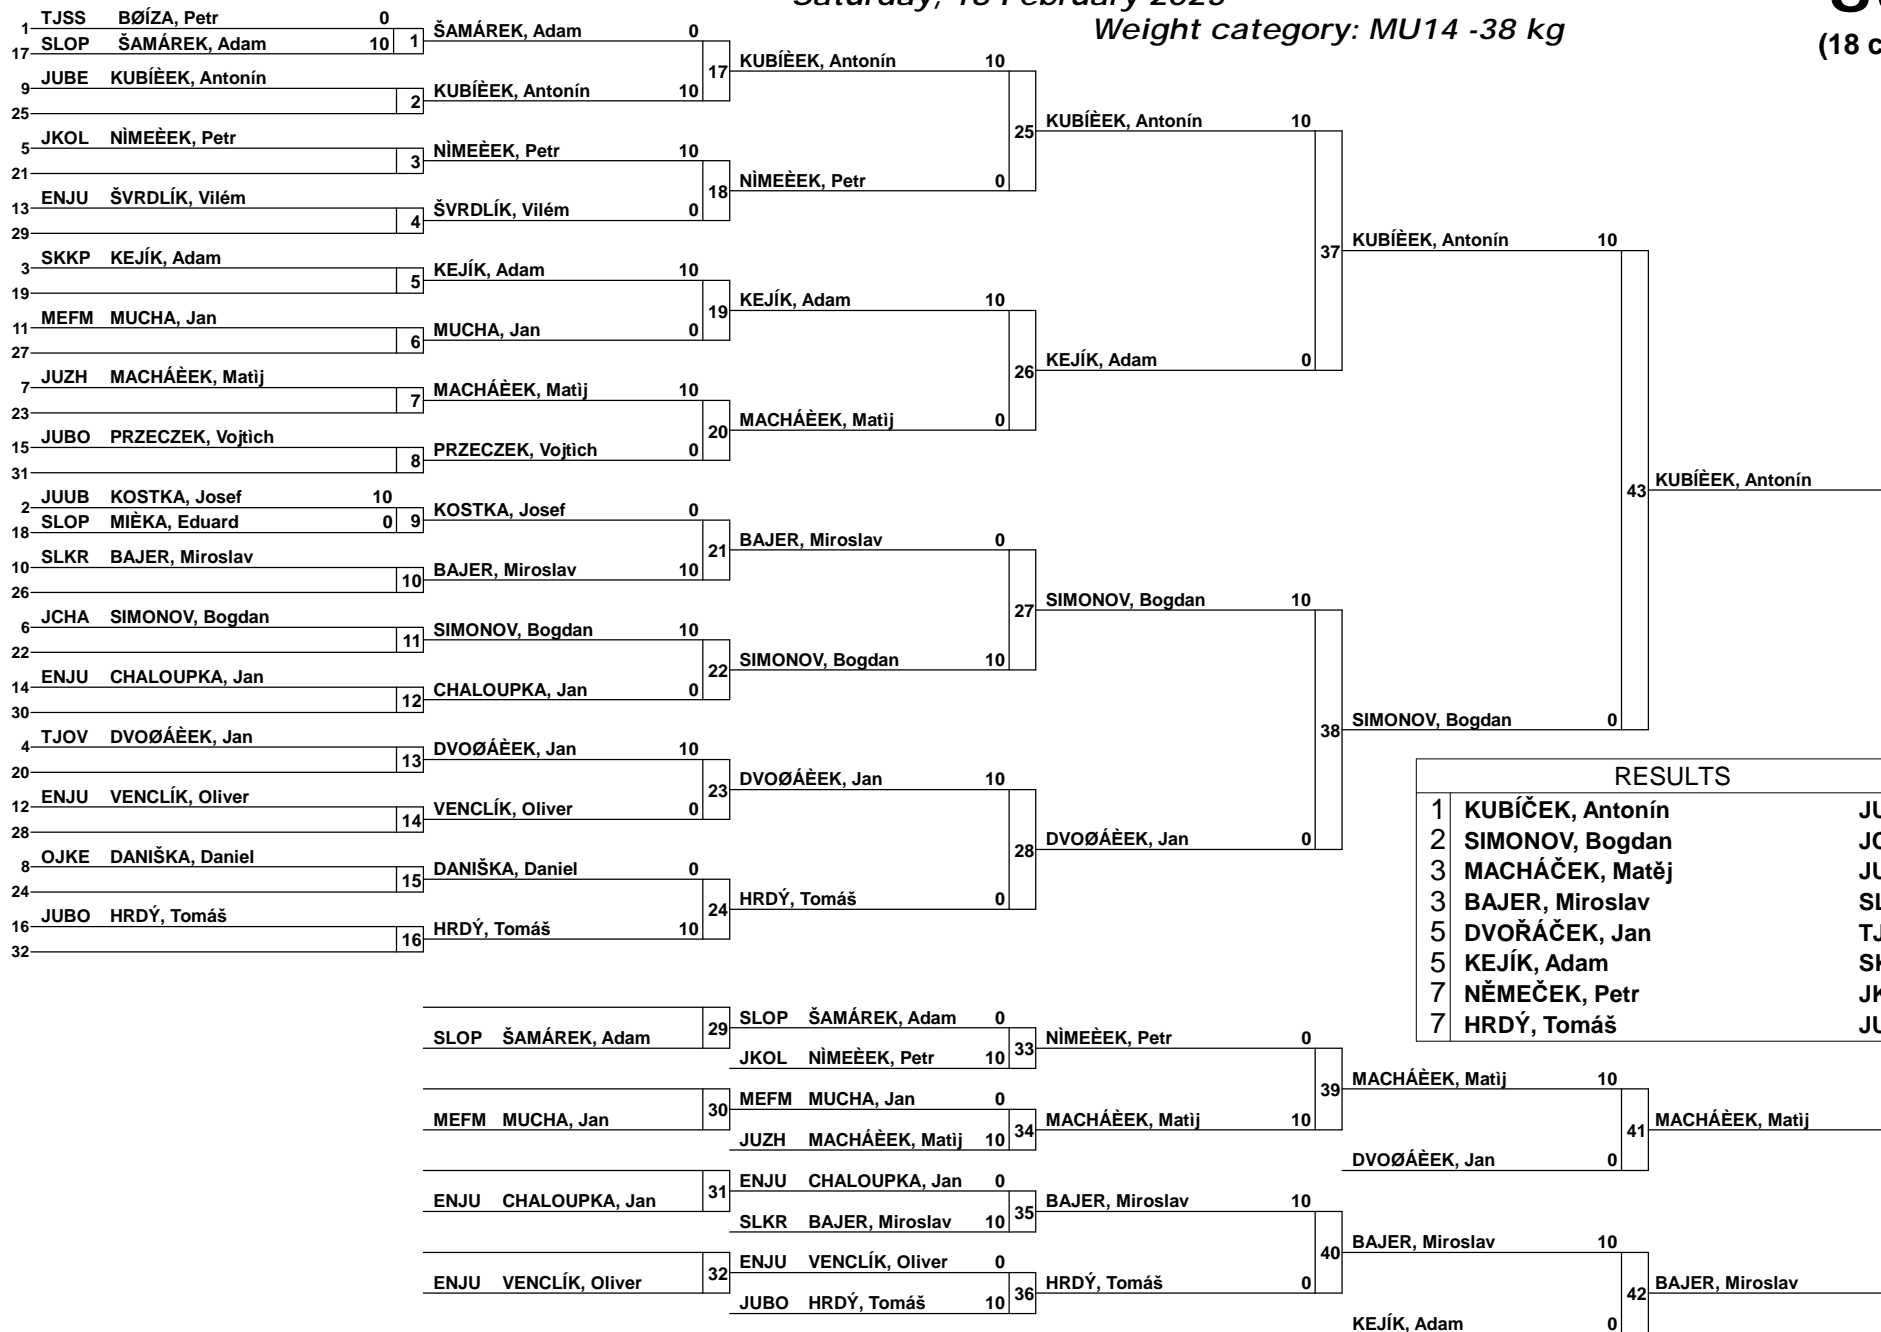 Weight category: MU14 -38 kg
(18 c
1 TJSS BØÍZA, Petr 0
17 SLOP ŠAMÁREK, Adam 10 1
9 JUBE KUBÍÈEK, Antonín
25 2
5 JKOL NÌMEÈEK, Petr
21 3
13 ENJU ŠVRDLÍK, Vilém
29 4
3 SKKP KEJÍK, Adam
19 5
11 MEFM MUCHA, Jan
27 6
7 JUZH MACHÁÈEK, Matìj
23 7
15 JUBO PRZECZEK, Vojtìch
31 8
2 JUUB KOSTKA, Josef 10
18 SLOP MIÈKA, Eduard 0 9
10 SLKR BAJER, Miroslav
26 10
6 JCHA SIMONOV, Bogdan
22 11
14 ENJU CHALOUPKA, Jan
30 12
4 TJOV DVOØÁÈEK, Jan
20 13
12 ENJU VENCLÍK, Oliver
28 14
8 OJKE DANIŠKA, Daniel
24 15
16 JUBO HRDÝ, Tomáš
32 16
ŠAMÁREK, Adam 0
17
KUBÍÈEK, Antonín 10
NÌMEÈEK, Petr 10
18
ŠVRDLÍK, Vilém 0
KEJÍK, Adam 10
19
MUCHA, Jan 0
MACHÁÈEK, Matìj 10
20
PRZECZEK, Vojtìch 0
KOSTKA, Josef 0
21
BAJER, Miroslav 10
SIMONOV, Bogdan 10
22
CHALOUPKA, Jan 0
DVOØÁÈEK, Jan 10
23
VENCLÍK, Oliver 0
DANIŠKA, Daniel 0
24
HRDÝ, Tomáš 10
KUBÍÈEK, Antonín 10
25
NÌMEÈEK, Petr 0
KEJÍK, Adam 10
26
MACHÁÈEK, Matìj 0
BAJER, Miroslav 0
27
SIMONOV, Bogdan 10
DVOØÁÈEK, Jan 10
28
HRDÝ, Tomáš 0
KUBÍÈEK, Antonín 10
37
KEJÍK, Adam 0
SIMONOV, Bogdan 10
38
DVOØÁÈEK, Jan 0
KUBÍÈEK, Antonín 10
43
SIMONOV, Bogdan 0
KUBÍÈEK, Antonín
RESULTS
1 KUBÍČEK, Antonín JU
2 SIMONOV, Bogdan JC
3 MACHÁČEK, Matěj JU
3 BAJER, Miroslav SL
5 DVOŘÁČEK, Jan TJ
5 KEJÍK, Adam SK
7 NĚMEČEK, Petr JK
7 HRDÝ, Tomáš JU
SLOP ŠAMÁREK, Adam 29
MEFM MUCHA, Jan 30
ENJU CHALOUPKA, Jan 31
ENJU VENCLÍK, Oliver 32
SLOP ŠAMÁREK, Adam 0
JKOL NÌMEÈEK, Petr 10 33
MEFM MUCHA, Jan 0
JUZH MACHÁÈEK, Matìj 10 34
ENJU CHALOUPKA, Jan 0
SLKR BAJER, Miroslav 10 35
ENJU VENCLÍK, Oliver 0
JUBO HRDÝ, Tomáš 10 36
NÌMEÈEK, Petr 0
39
MACHÁÈEK, Matìj 10
BAJER, Miroslav 10
40
HRDÝ, Tomáš 0
MACHÁÈEK, Matìj 10
41
DVOØÁÈEK, Jan 0
BAJER, Miroslav 10
42
KEJÍK, Adam 0
MACHÁÈEK, Matìj
BAJER, Miroslav